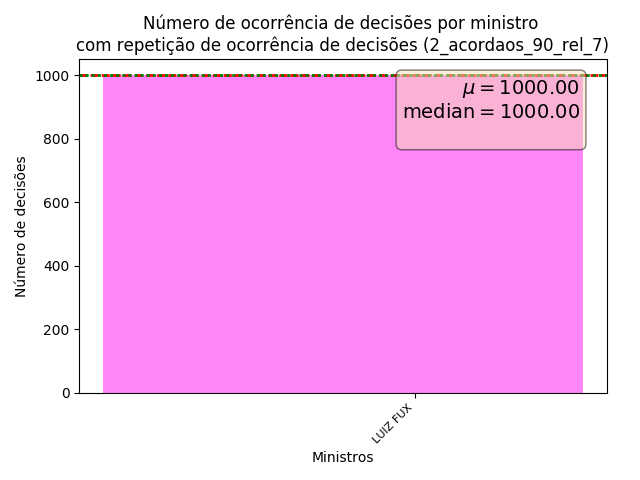 Número de ocorrência de decisões por ministro
com repetição de ocorrência de decisões (2_acordaos_90_rel_7)
μ = 1000.00
median = 1000.00
1000
800
600
400
200
0
Número de decisões
LUIZ FUX
Ministros